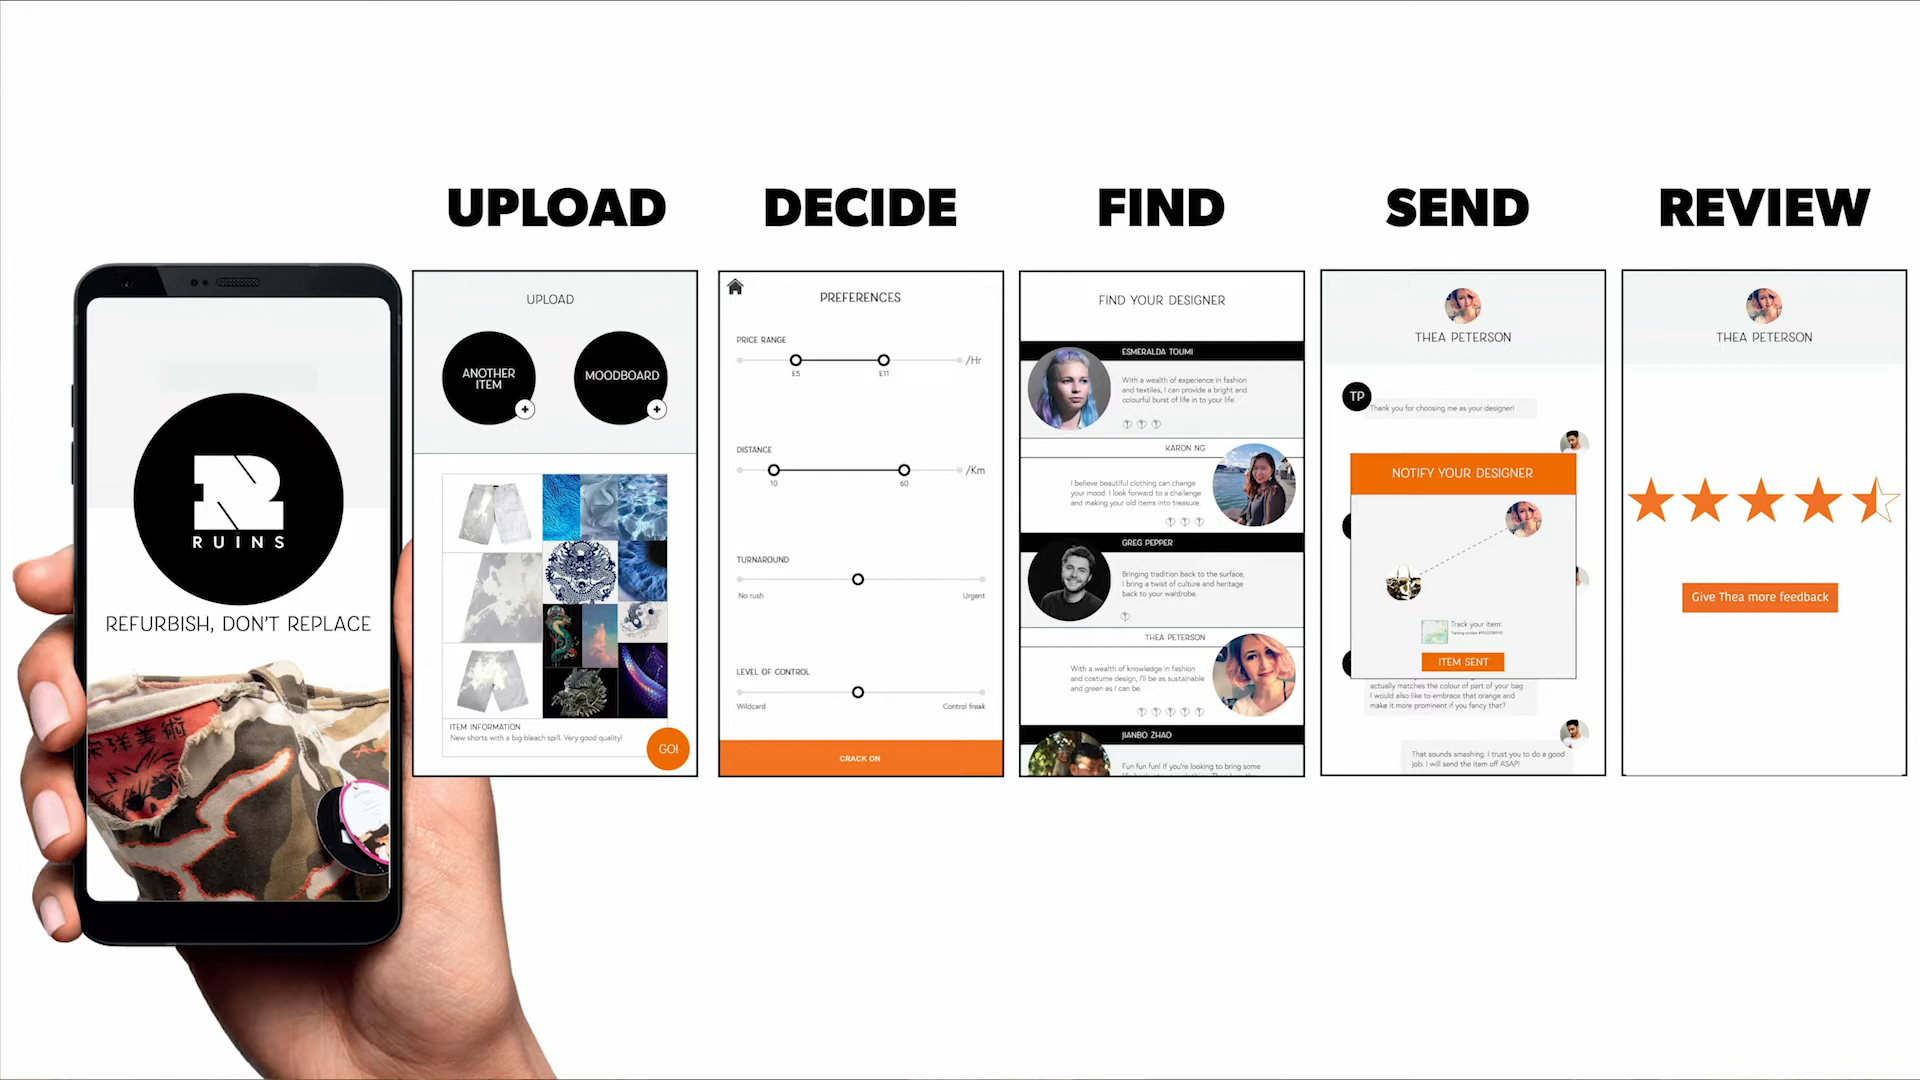 UPLOAD
DECIDE
FIND
SEND
REVIEW
RUINS
REFURBISH, DON'T REPLACE
UPLOAD
ANOTHER
ITEM
+
MOODBOARD
+
ITEM INFORMATION
New shorts with a big bleach spill. Very good quality!
GO!
PREFERENCES
PRICE RANGE
/Hr
£5
£11
DISTANCE
/Km
10
60
TURNAROUND
No rush
Urgent
LEVEL OF CONTROL
Wildcard
Control freak
CRACK ON
FIND YOUR DESIGNER
ESMERALDA TOUMI
With a wealth of experience in fashion
and textiles, I can provide a bright and
colourful burst of life in to your life.
KARON NG
I believe beautiful clothing can change
your mood. I look forward to a challenge
and making your old items into treasure.
GREG PEPPER
Bringing tradition back to the surface,
I bring a twist of culture and heritage
back to your wardrobe.
THEA PETERSON
With a wealth of knowledge in fashion
and costume design, I'll be as sustainable
and green as I can be.
JIANBO ZHAO
Fun fun fun! If you're looking to bring some
THEA PETERSON
TP
Thank you for choosing me as your designer!
NOTIFY YOUR DESIGNER
Track your item:
ITEM SENT
actually matches the colour of part of your bag.
I would also like to embrace that orange and
make it more prominent if you fancy that?
That sounds smashing. I trust you to do a good
job. I will send the item off ASAP!
THEA PETERSON
Give Thea more feedback